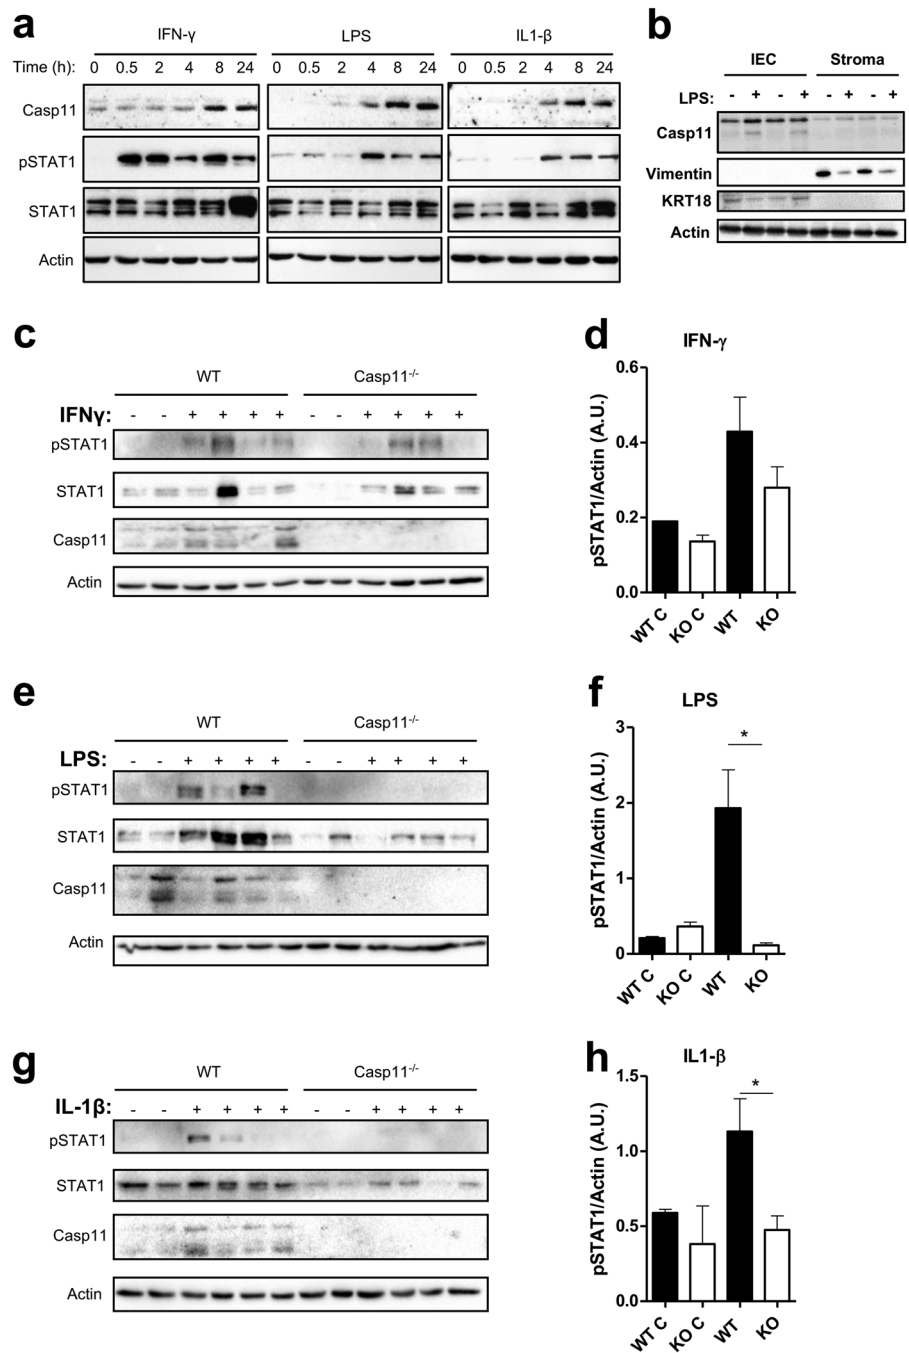 a
IFN-γ LPS IL1-β
Time (h): 0 0.5 2 4 8 24 0 0.5 2 4 8 24 0 0.5 2 4 8 24
Casp11
pSTAT1
STAT1
Actin
b
IEC Stroma
LPS: - + - + - + - +
Casp11
Vimentin
KRT18
Actin
c
WT Casp11-/-
IFNγ: - - + + + + - - + + + +
pSTAT1
STAT1
Casp11
Actin
d
IFN-γ
pSTAT1/Actin (A.U.)
0.6
0.4
0.2
0.0
WT C KO C WT KO
e
WT Casp11-/-
LPS: - - + + + + - - + + + +
pSTAT1
STAT1
Casp11
Actin
f
LPS
pSTAT1/Actin (A.U.)
3
2
1
0
*
WT C KO C WT KO
g
WT Casp11-/-
IL-1β: - - + + + + - - + + + +
pSTAT1
STAT1
Casp11
Actin
h
IL1-β
pSTAT1/Actin (A.U.)
1.5
1.0
0.5
0.0
*
WT C KO C WT KO